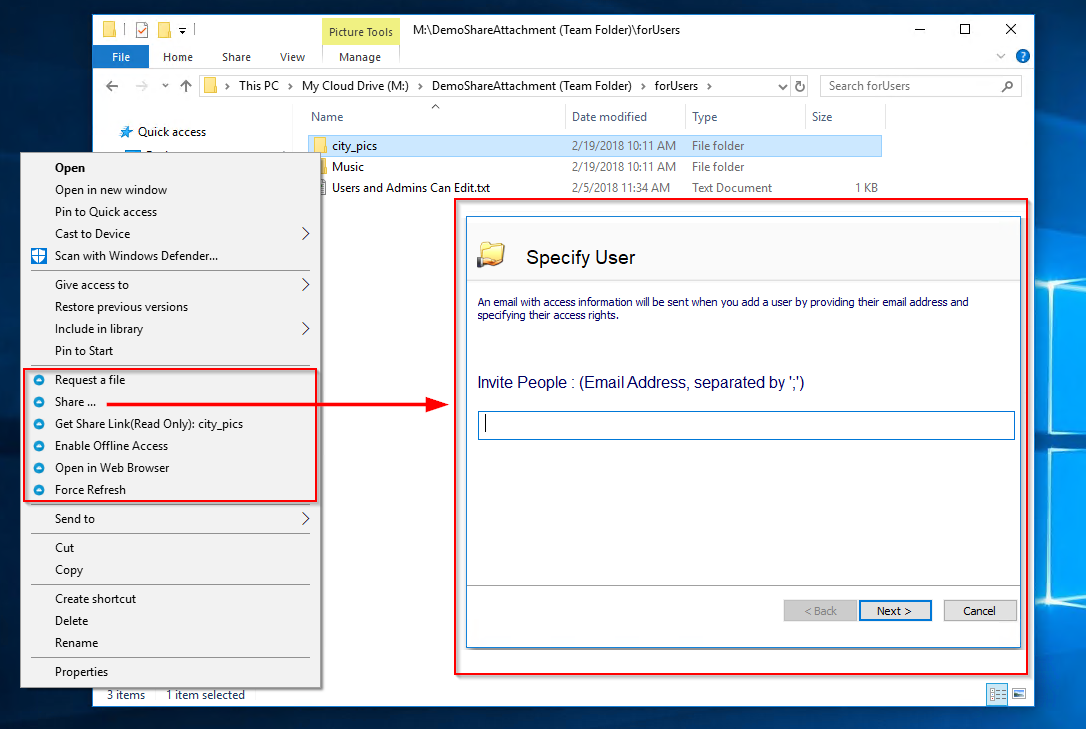 Picture Tools
M:\DemoShareAttachment (Team Folder)\forUsers
File Home Share View Manage
This PC > My Cloud Drive (M:) > DemoShareAttachment (Team Folder) > forUsers >
Search forUsers
Name Date modified Type Size
Quick access
city_pics 2/19/2018 10:11 AM File folder
Music 2/19/2018 10:11 AM File folder
Users and Admins Can Edit.txt 2/5/2018 11:34 AM Text Document 1 KB
Open
Open in new window
Pin to Quick access
Cast to Device
Scan with Windows Defender...
Give access to
Restore previous versions
Include in library
Pin to Start
Request a file
Share ...
Get Share Link(Read Only): city_pics
Enable Offline Access
Open in Web Browser
Force Refresh
Send to
Cut
Copy
Create shortcut
Delete
Rename
Properties
Specify User
An email with access information will be sent when you add a user by providing their email address and
specifying their access rights.
Invite People : (Email Address, separated by ';')
< Back Next > Cancel
3 items 1 item selected